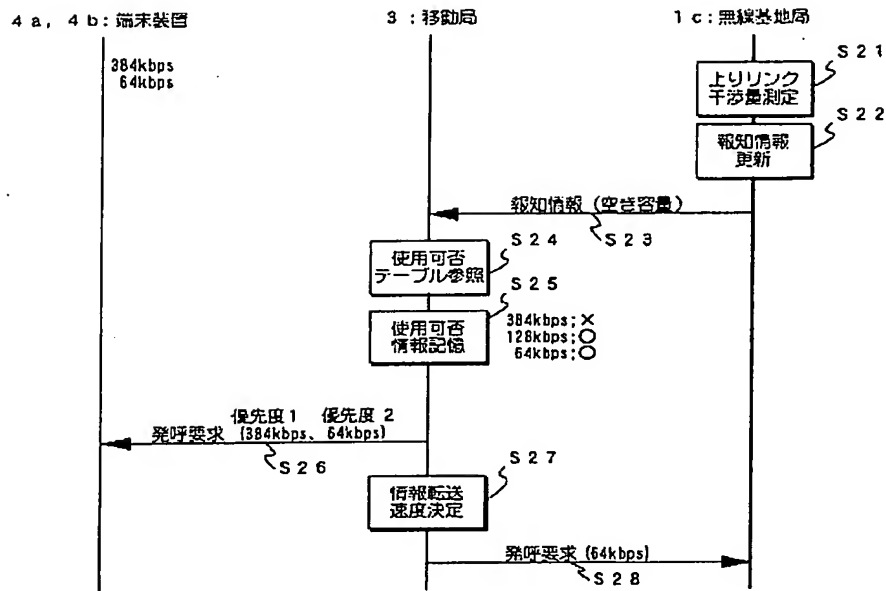 4a, 4b:端末装置
3:移動局
1c:無線基地局
384kbps
64kbps
S21
上りリンク
干渉量測定
S22
報知情報
更新
報知情報(空き容量)
S23
S24
使用可否
テーブル参照
S25
使用可否
情報記憶
384kbps;×
128kbps;○
64kbps;○
優先度1 優先度2
発呼要求 (384kbps、64kbps)
S26
S27
情報転送
速度決定
発呼要求(64kbps)
S28